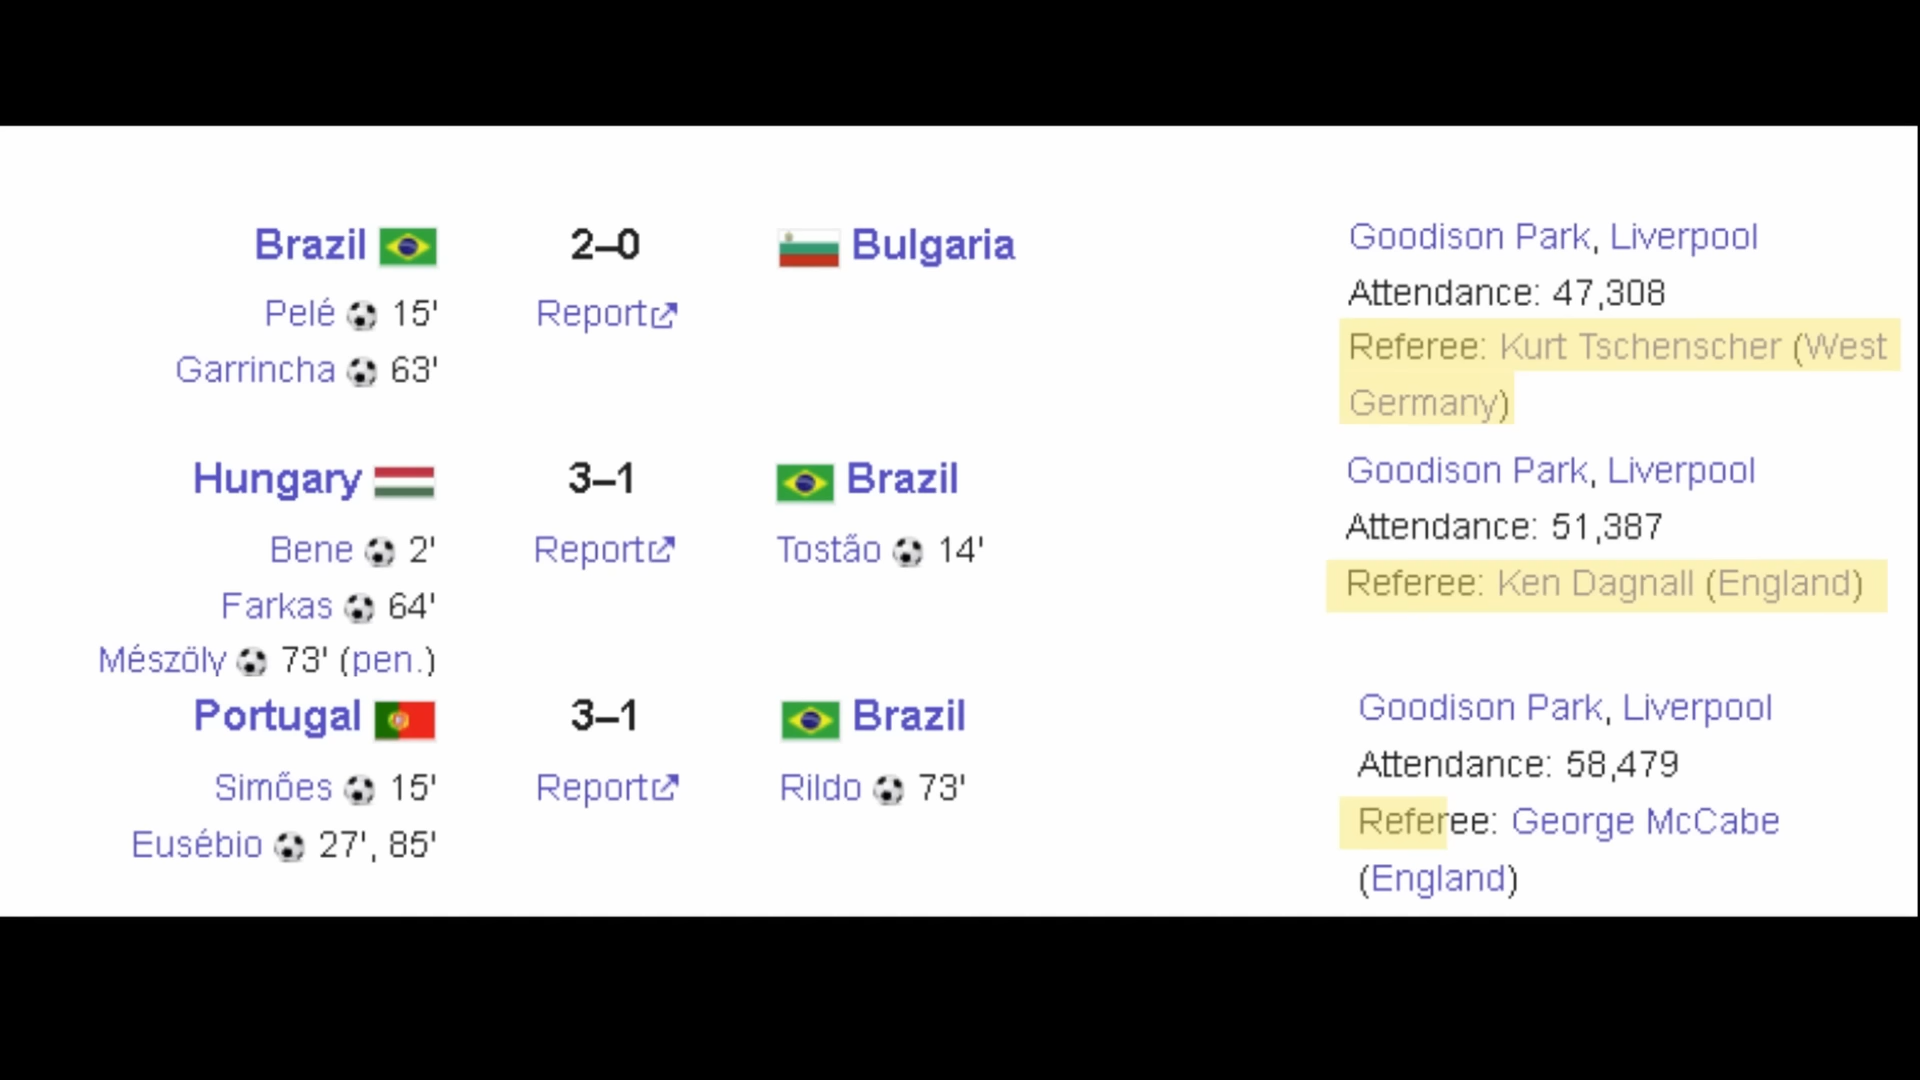 Brazil 2–0 Bulgaria
Pelé 15' Report
Garrincha 63'
Goodison Park, Liverpool
Attendance: 47,308
Referee: Kurt Tschenscher (West
Germany)
Hungary 3–1 Brazil
Bene 2' Report Tostão 14'
Farkas 64'
Mészöly 73' (pen.)
Goodison Park, Liverpool
Attendance: 51,387
Referee: Ken Dagnall (England)
Portugal 3–1 Brazil
Simões 15' Report Rildo 73'
Eusébio 27', 85'
Goodison Park, Liverpool
Attendance: 58,479
Referee: George McCabe
(England)